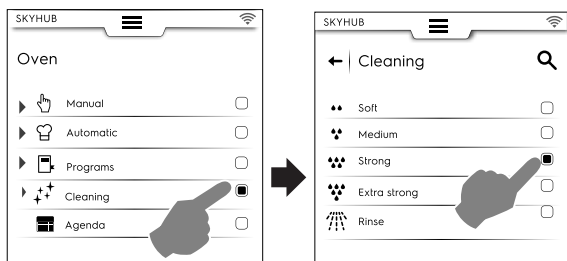 SKYHUB
Oven
Manual
Automatic
Programs
Cleaning
Agenda
SKYHUB
Cleaning
Soft
Medium
Strong
Extra strong
Rinse